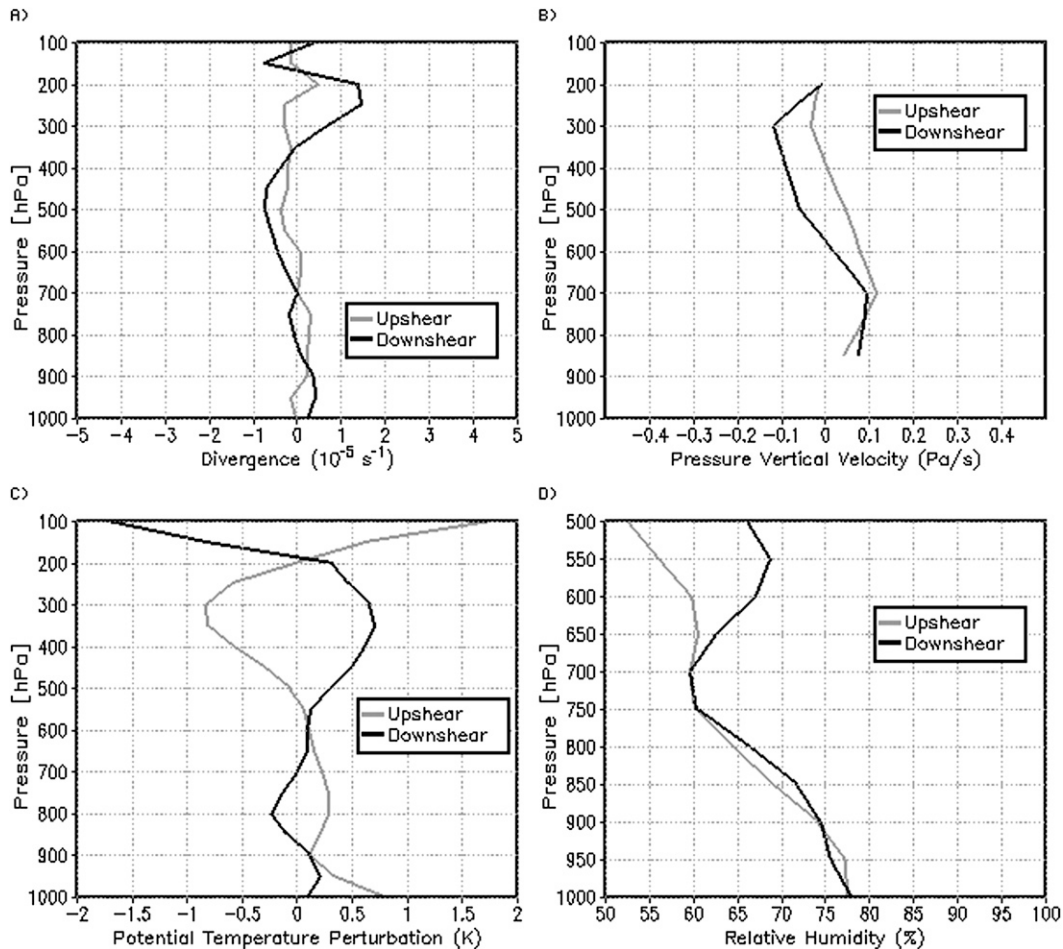 A)
100
200
300
400
500
600
700
800
900
1000
Pressure [hPa]
Upshear
Downshear
-5 -4 -3 -2 -1 0 1 2 3 4 5
Divergence (10⁻⁵ s⁻¹)
B)
100
200
300
400
500
600
700
800
900
1000
Pressure [hPa]
Upshear
Downshear
-0.4 -0.3 -0.2 -0.1 0 0.1 0.2 0.3 0.4
Pressure Vertical Velocity (Pa/s)
C)
100
200
300
400
500
600
700
800
900
1000
Pressure [hPa]
Upshear
Downshear
-2 -1.5 -1 -0.5 0 0.5 1 1.5 2
Potential Temperature Perturbation (K)
D)
500
550
600
650
700
750
800
850
900
950
1000
Pressure [hPa]
Upshear
Downshear
50 55 60 65 70 75 80 85 90 95 100
Relative Humidity (%)